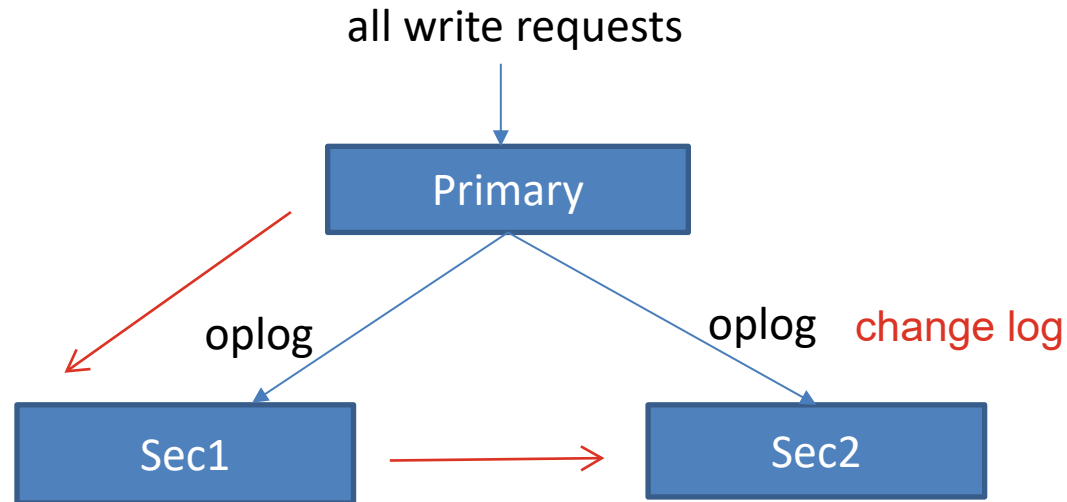 all write requests
Primary
oplog
oplog change log
Sec1
Sec2